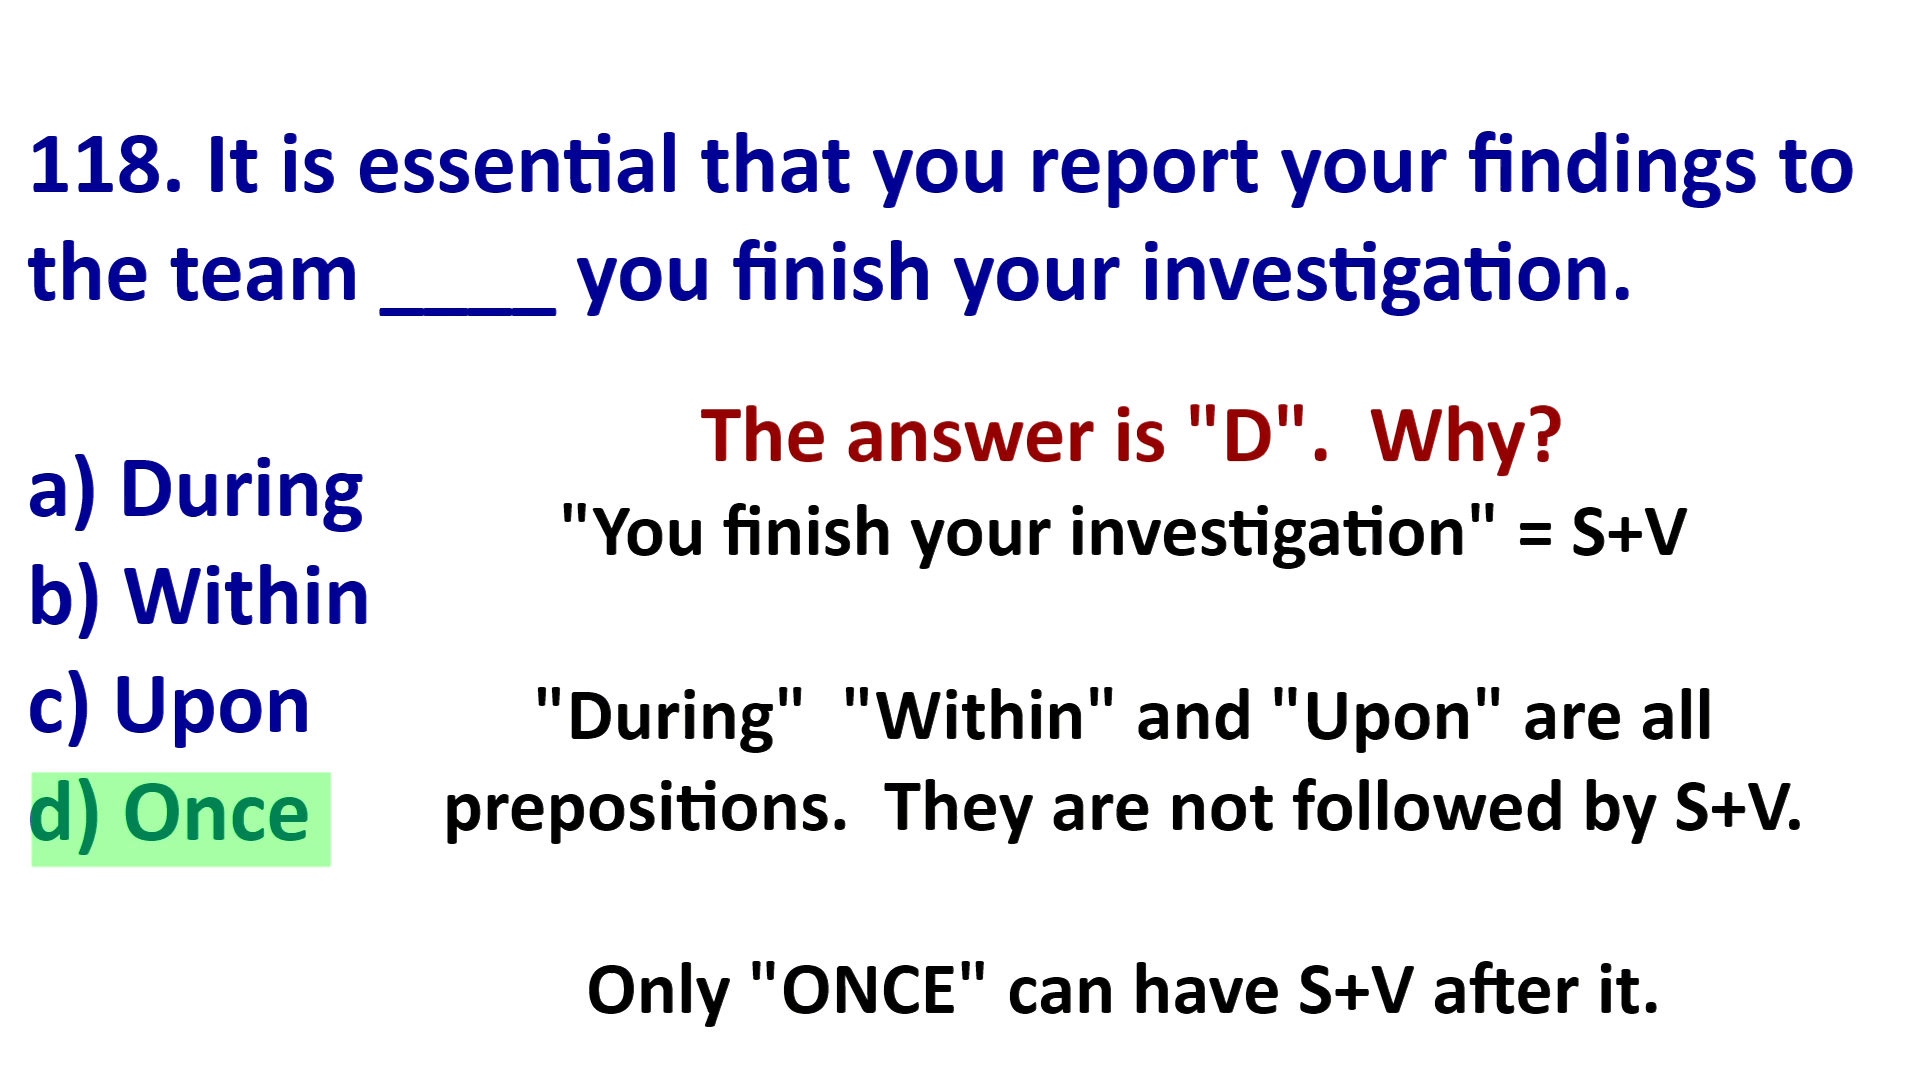 118. It is essential that you report your findings to
the team ____ you finish your investigation.
The answer is "D".  Why?
a) During
"You finish your investigation" = S+V
b) Within
c) Upon
"During"  "Within" and "Upon" are all
d) Once
prepositions.  They are not followed by S+V.
Only "ONCE" can have S+V after it.